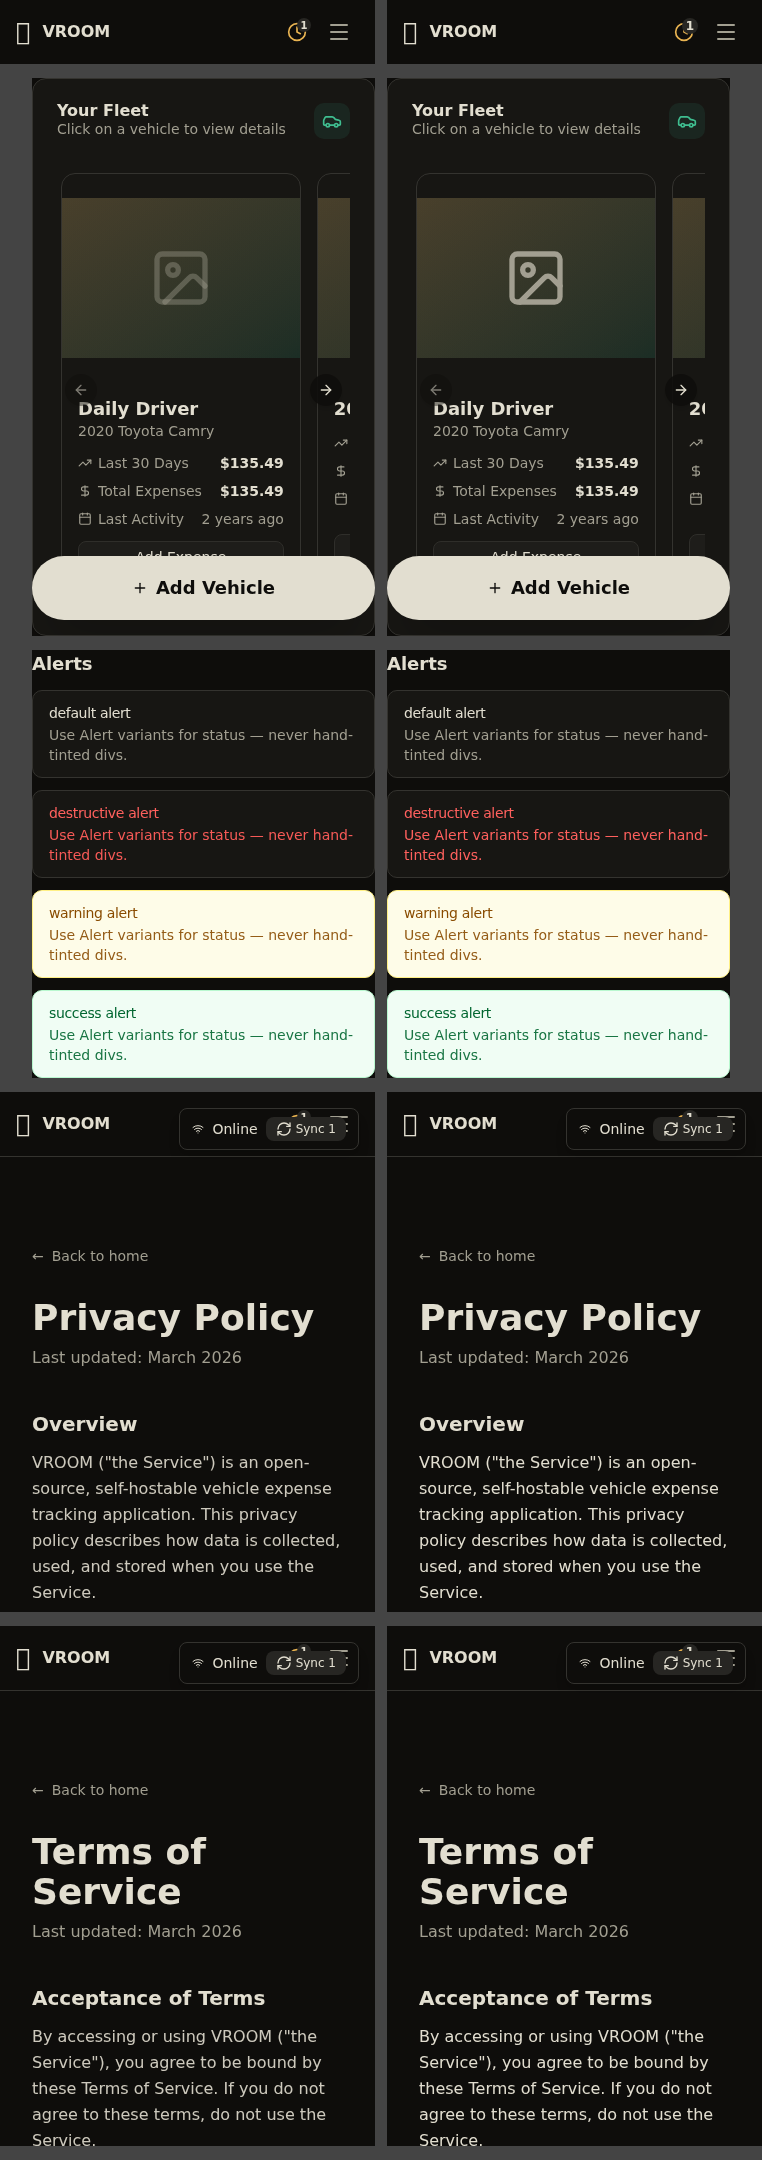 VROOM
1
VROOM
1
Your Fleet
Click on a vehicle to view details
Daily Driver
2020 Toyota Camry
Last 30 Days $135.49
Total Expenses $135.49
Last Activity 2 years ago
Add Expense
+ Add Vehicle
Your Fleet
Click on a vehicle to view details
Daily Driver
2020 Toyota Camry
Last 30 Days $135.49
Total Expenses $135.49
Last Activity 2 years ago
Add Expense
+ Add Vehicle
Alerts
default alert
Use Alert variants for status — never hand-
tinted divs.
destructive alert
Use Alert variants for status — never hand-
tinted divs.
warning alert
Use Alert variants for status — never hand-
tinted divs.
success alert
Use Alert variants for status — never hand-
tinted divs.
Alerts
default alert
Use Alert variants for status — never hand-
tinted divs.
destructive alert
Use Alert variants for status — never hand-
tinted divs.
warning alert
Use Alert variants for status — never hand-
tinted divs.
success alert
Use Alert variants for status — never hand-
tinted divs.
VROOM
Online Sync 1
← Back to home
Privacy Policy
Last updated: March 2026
Overview
VROOM ("the Service") is an open-
source, self-hostable vehicle expense
tracking application. This privacy
policy describes how data is collected,
used, and stored when you use the
Service.
VROOM
Online Sync 1
← Back to home
Privacy Policy
Last updated: March 2026
Overview
VROOM ("the Service") is an open-
source, self-hostable vehicle expense
tracking application. This privacy
policy describes how data is collected,
used, and stored when you use the
Service.
VROOM
Online Sync 1
← Back to home
Terms of
Service
Last updated: March 2026
Acceptance of Terms
By accessing or using VROOM ("the
Service"), you agree to be bound by
these Terms of Service. If you do not
agree to these terms, do not use the
Service.
VROOM
Online Sync 1
← Back to home
Terms of
Service
Last updated: March 2026
Acceptance of Terms
By accessing or using VROOM ("the
Service"), you agree to be bound by
these Terms of Service. If you do not
agree to these terms, do not use the
Service.